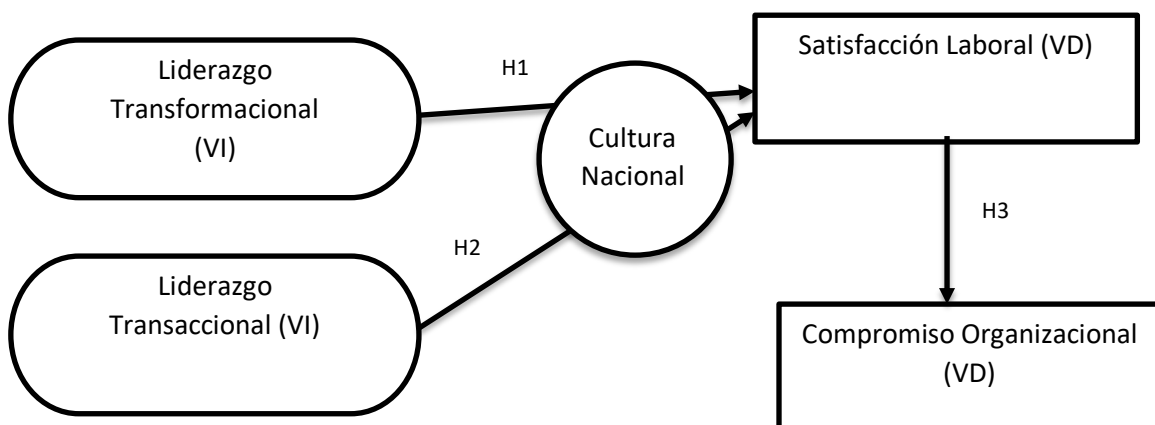 Liderazgo
Transformacional
(VI)
H1
Satisfacción Laboral (VD)
Cultura
Nacional
H2
H3
Liderazgo
Transaccional (VI)
Compromiso Organizacional
(VD)